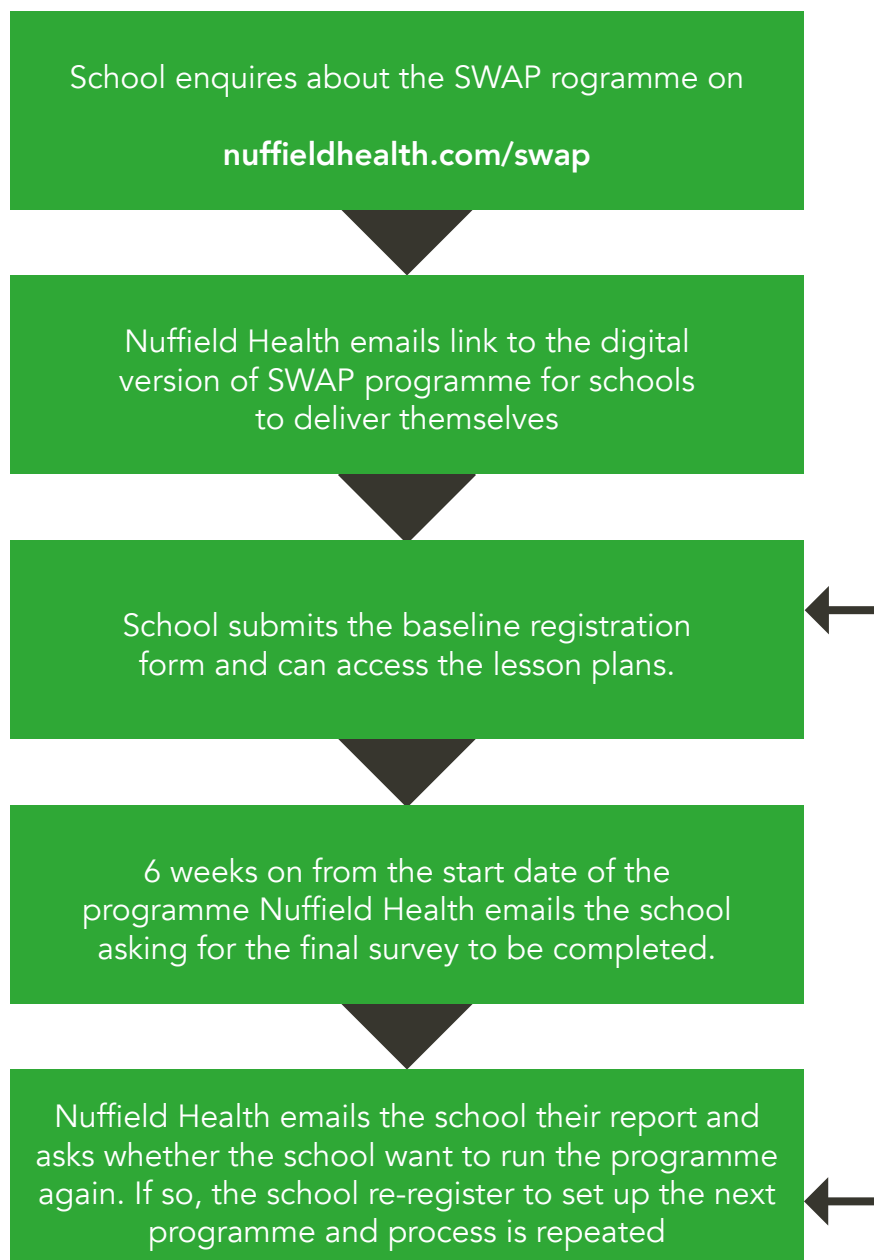 School enquires about the SWAP rogramme on
nuffieldhealth.com/swap
Nuffield Health emails link to the digital
version of SWAP programme for schools
to deliver themselves
School submits the baseline registration
form and can access the lesson plans.
6 weeks on from the start date of the
programme Nuffield Health emails the school
asking for the final survey to be completed.
Nuffield Health emails the school their report and
asks whether the school want to run the programme
again. If so, the school re-register to set up the next
programme and process is repeated